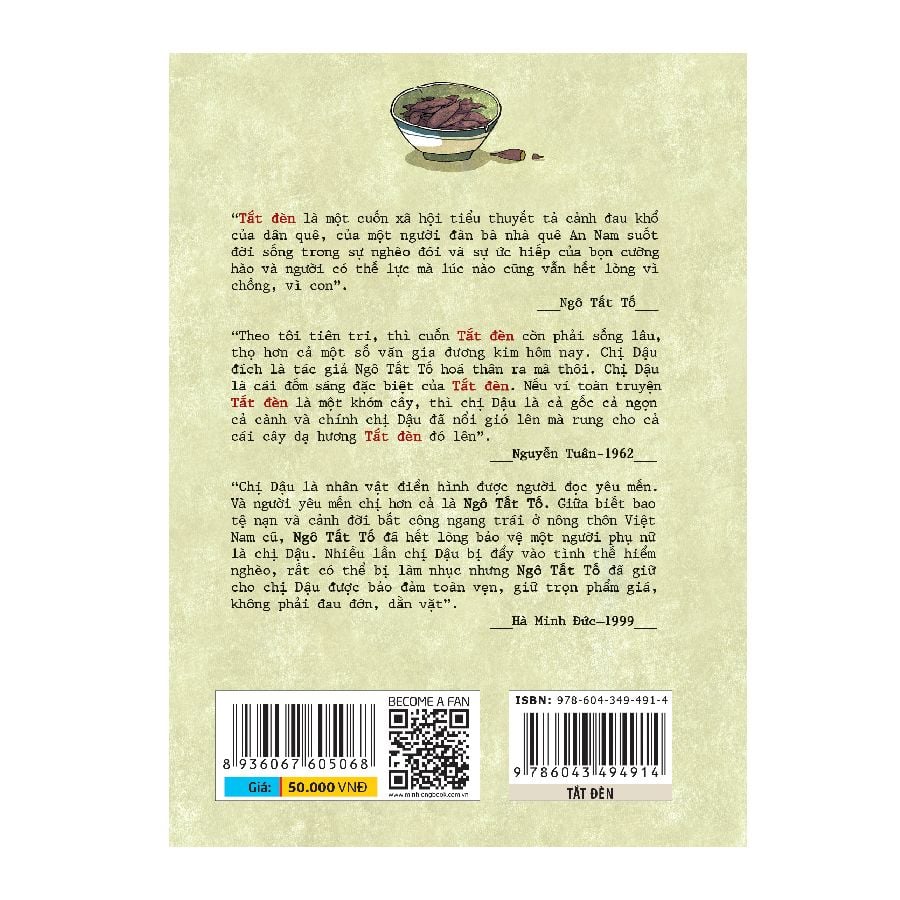 “Tắt đèn là một cuốn xã hội tiểu thuyết tả cảnh đau khổ
của dân quê, của một người đàn bà nhà quê An Nam suốt
đời sống trong sự nghèo đói và sự ức hiếp của bọn cường
hào và người có thế lực mà lúc nào cũng vẫn hết lòng vì
chồng, vì con”.
___Ngô Tất Tố___
“Theo tôi tiên tri, thì cuốn Tắt đèn còn phải sống lâu,
thọ hơn cả một số văn gia đương kim hôm nay. Chị Dậu
đích là tác giả Ngô Tất Tố hoá thân ra mà thôi. Chị Dậu
là cái đốm sáng đặc biệt của Tắt đèn. Nếu ví toàn truyện
Tắt đèn là một khóm cây, thì chị Dậu là cả gốc cả ngọn
cả cành và chính chị Dậu đã nổi gió lên mà rung cho cả
cái cây dạ hương Tắt đèn đó lên”.
___Nguyễn Tuân-1962___
“Chị Dậu là nhân vật điển hình được người đọc yêu mến.
Và người yêu mến chị hơn cả là Ngô Tất Tố. Giữa biết bao
tệ nạn và cảnh đời bất công ngang trái ở nông thôn Việt
Nam cũ, Ngô Tất Tố đã hết lòng bảo vệ một người phụ nữ
là chị Dậu. Nhiều lần chị Dậu bị đẩy vào tình thế hiểm
nghèo, rất có thể bị làm nhục nhưng Ngô Tất Tố đã giữ
cho chị Dậu được bảo đảm toàn vẹn, giữ trọn phẩm giá,
không phải đau đớn, dằn vặt”.
___Hà Minh Đức—1999___
BECOME A FAN
8 936067 605068
Giá: 50.000 VNĐ
www.minhlongbook.com.vn
ISBN: 978-604-349-491-4
9 786043 494914
TẮT ĐÈN